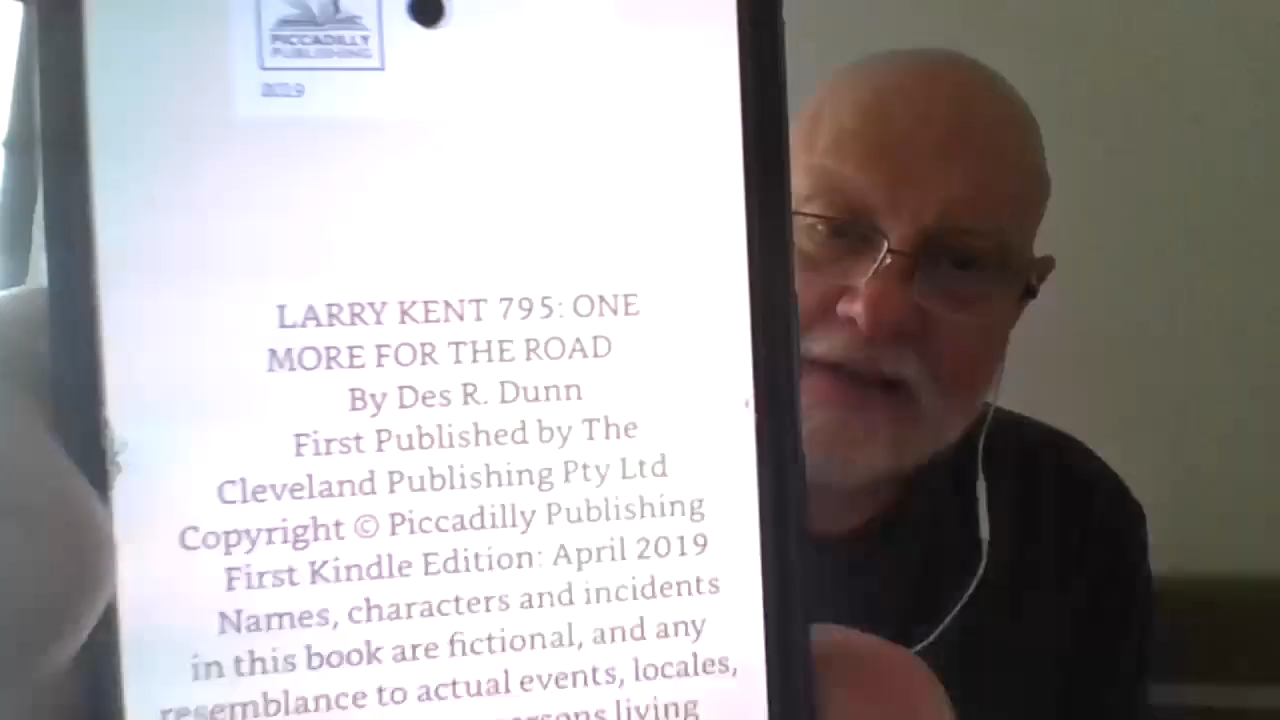 PICCADILLY
PUBLISHING
2019
LARRY KENT 795: ONE
MORE FOR THE ROAD
By Des R. Dunn
First Published by The
Cleveland Publishing Pty Ltd
Copyright © Piccadilly Publishing
First Kindle Edition: April 2019
Names, characters and incidents
in this book are fictional, and any
resemblance to actual events, locales,
living